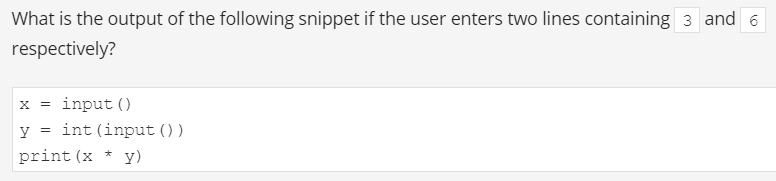 What is the output of the following snippet if the user enters two lines containing 3 and 6
respectively?
x = input()
y = int(input())
print(x * y)